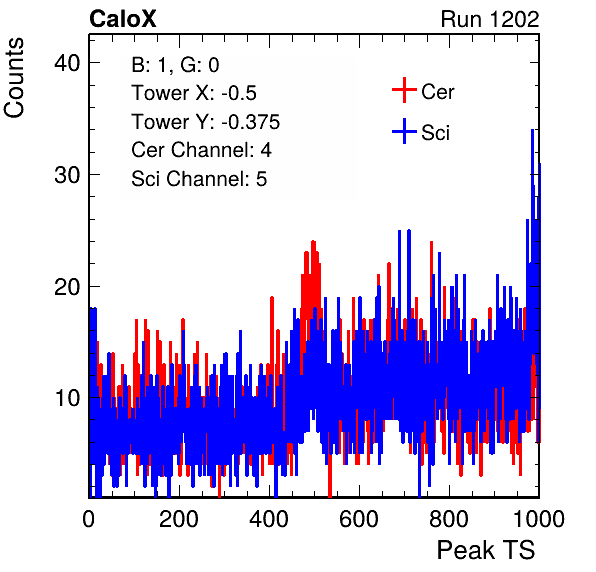 CaloX Run 1202
Counts
40
30
20
10
B: 1, G: 0
Tower X: -0.5
Tower Y: -0.375
Cer Channel: 4
Sci Channel: 5
Cer
Sci
0 200 400 600 800 1000
Peak TS